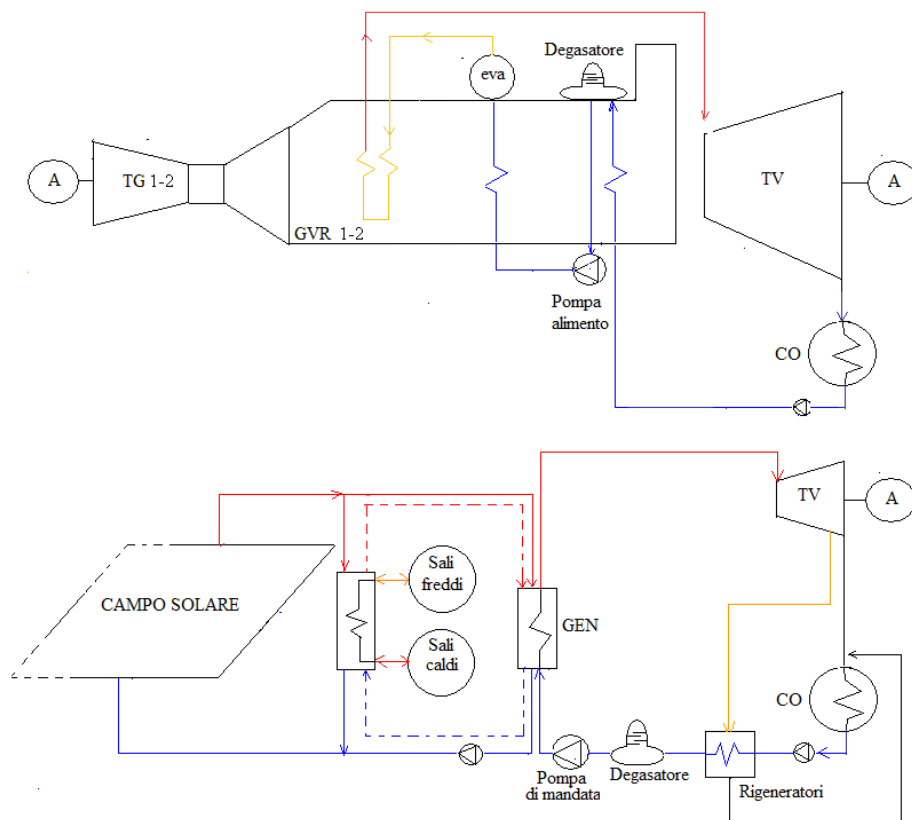 Degasatore
eva
A
TG 1-2
TV
A
GVR 1-2
Pompa
alimento
CO
TV
A
Sali
freddi
CAMPO SOLARE
GEN
Sali
caldi
CO
Pompa
di mandata
Degasatore
Rigeneratori